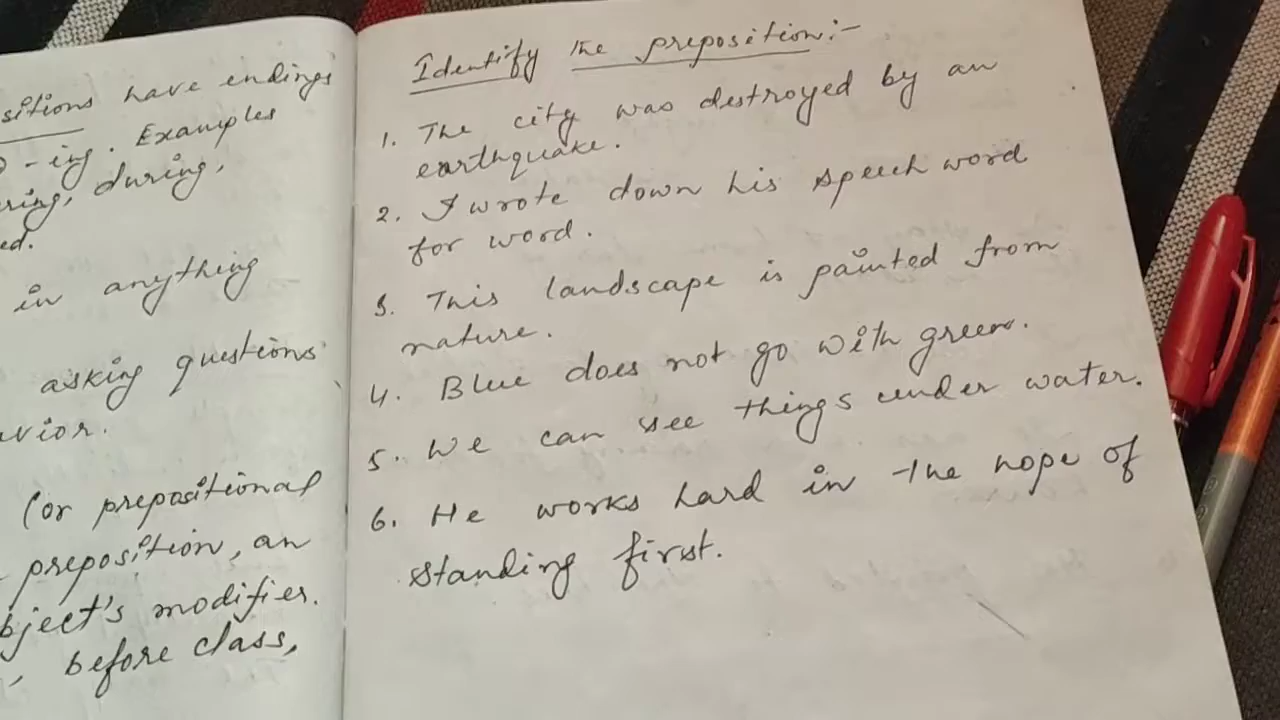 sitions have endings
-ing. Examples
ring, during,
ed.
in anything
asking questions
avior.
(or prepositional
preposition, an
bject's modifier.
, before class,
Identify the preposition:-
1. The city was destroyed by an
earthquake.
2. I wrote down his speech word
for word.
3. This landscape is painted from
nature.
4. Blue does not go with green.
5. We can see things under water.
6. He works hard in the hope of
standing first.